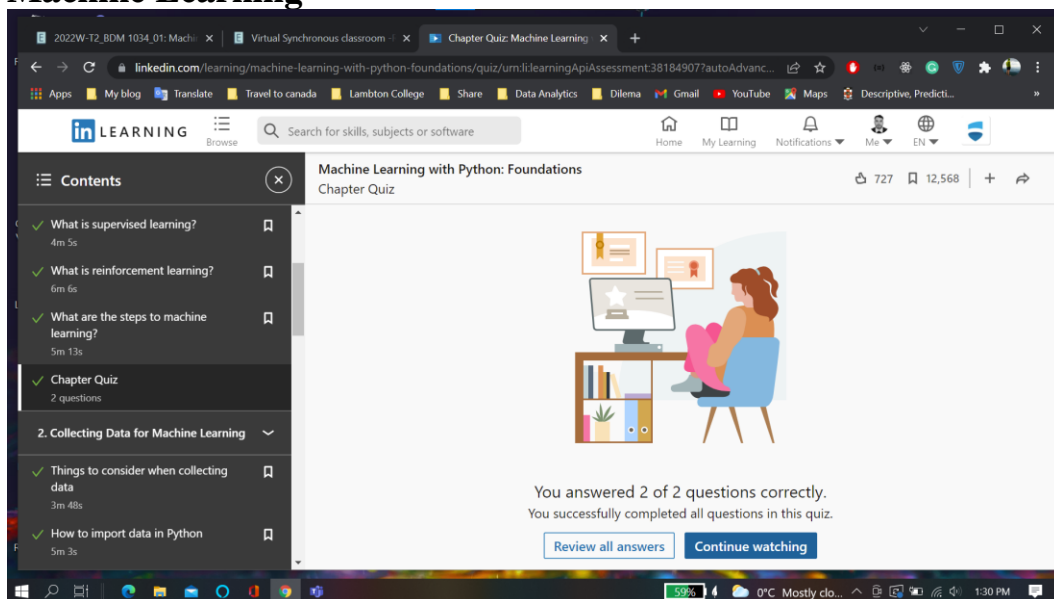 Machine Learning
2022W-T2_BDM 1034_01: Machi
Virtual Synchronous classroom -
Chapter Quiz: Machine Learning
linkedin.com/learning/machine-learning-with-python-foundations/quiz/urn:li:learningApiAssessment:38184907?autoAdvanc...
Apps My blog Translate Travel to canada Lambton College Share Data Analytics Dilema Gmail YouTube Maps Descriptive, Predicti... »
in LEARNING
Browse
Search for skills, subjects or software
Home My Learning Notifications Me EN
Contents
Machine Learning with Python: Foundations
Chapter Quiz
727 12,568
What is supervised learning?
4m 5s
What is reinforcement learning?
6m 6s
What are the steps to machine
learning?
5m 13s
Chapter Quiz
2 questions
2. Collecting Data for Machine Learning
Things to consider when collecting
data
3m 48s
How to import data in Python
5m 3s
You answered 2 of 2 questions correctly.
You successfully completed all questions in this quiz.
Review all answers Continue watching
59% 0°C Mostly clo... 1:30 PM